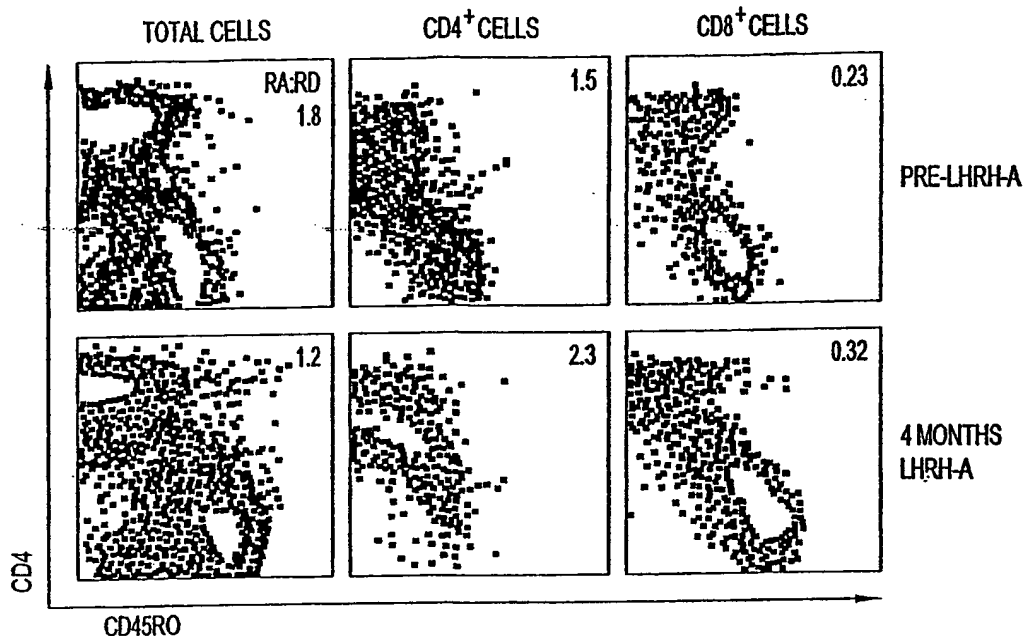 TOTAL CELLS
CD4+ CELLS
CD8+ CELLS
RA:RD
1.8
1.5
0.23
PRE-LHRH-A
1.2
2.3
0.32
4 MONTHS
LHRH-A
CD4
CD45RO